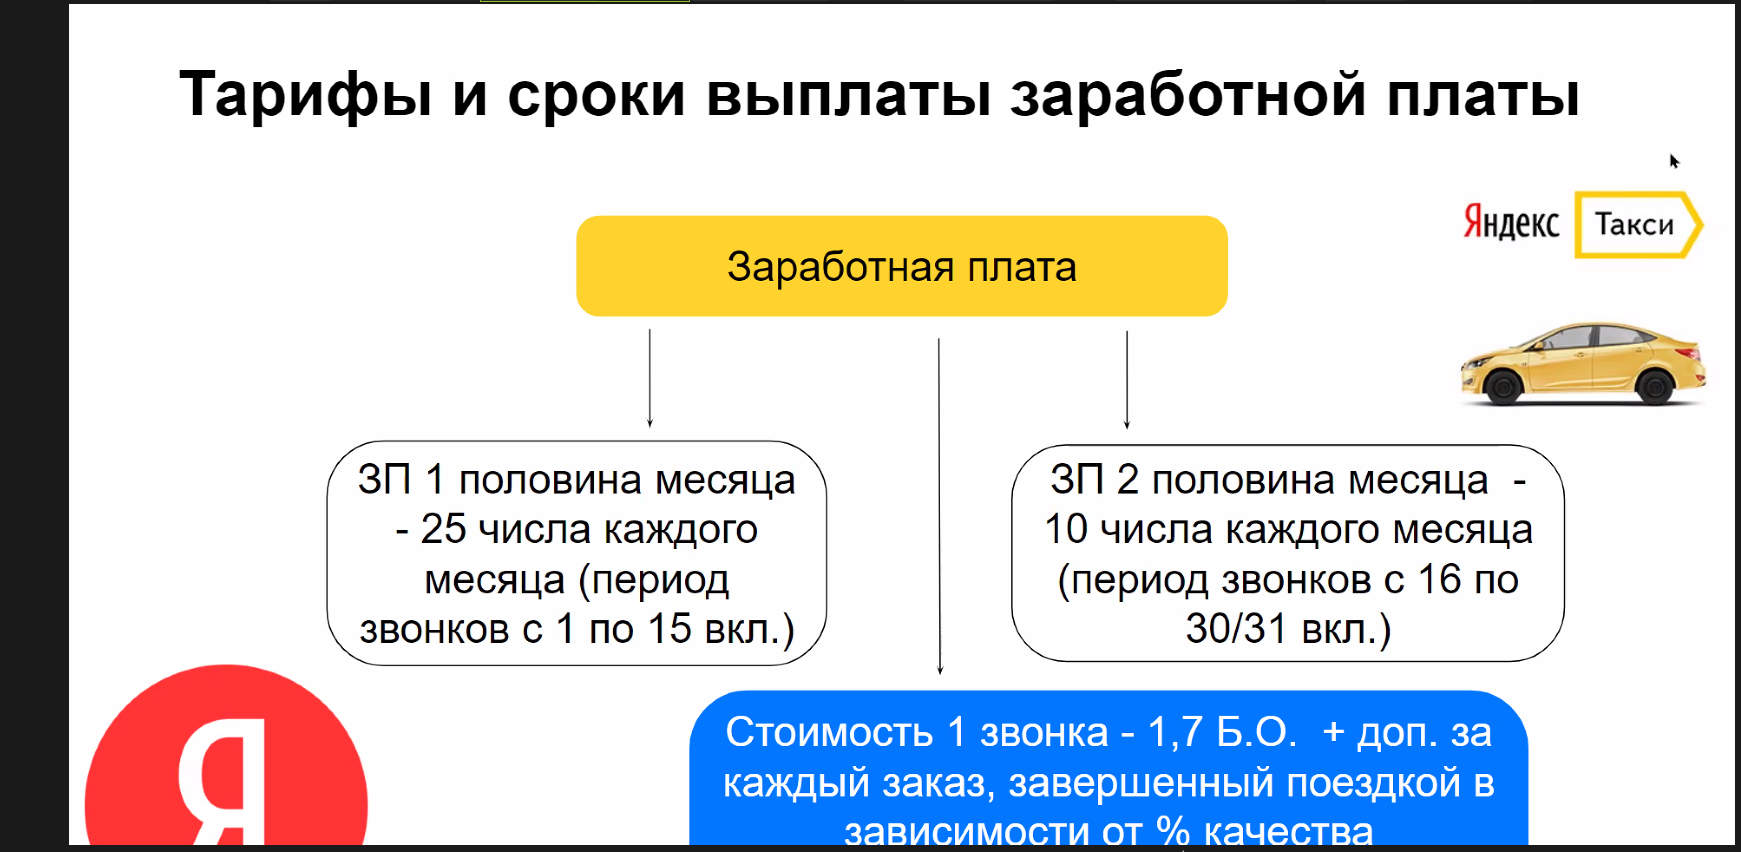 Тарифы и сроки выплаты заработной платы
Яндекс Такси
Заработная плата
ЗП 1 половина месяца
- 25 числа каждого
месяца (период
звонков с 1 по 15 вкл.)
ЗП 2 половина месяца -
10 числа каждого месяца
(период звонков с 16 по
30/31 вкл.)
Я
Стоимость 1 звонка - 1,7 Б.О. + доп. за
каждый заказ, завершенный поездкой в
зависимости от % качества